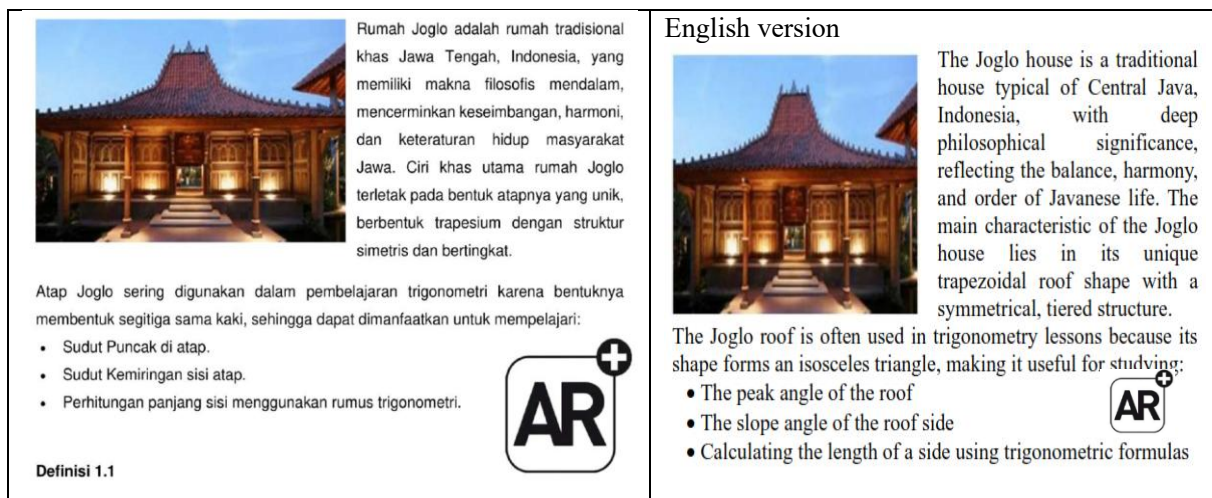 Rumah Joglo adalah rumah tradisional
khas Jawa Tengah, Indonesia, yang
memiliki makna filosofis mendalam,
mencerminkan keseimbangan, harmoni,
dan keteraturan hidup masyarakat
Jawa. Ciri khas utama rumah Joglo
terletak pada bentuk atapnya yang unik,
berbentuk trapesium dengan struktur
simetris dan bertingkat.
Atap Joglo sering digunakan dalam pembelajaran trigonometri karena bentuknya
membentuk segitiga sama kaki, sehingga dapat dimanfaatkan untuk mempelajari:
• Sudut Puncak di atap.
• Sudut Kemiringan sisi atap.
• Perhitungan panjang sisi menggunakan rumus trigonometri.
AR
Definisi 1.1
English version
The Joglo house is a traditional
house typical of Central Java,
Indonesia, with deep
philosophical significance,
reflecting the balance, harmony,
and order of Javanese life. The
main characteristic of the Joglo
house lies in its unique
trapezoidal roof shape with a
symmetrical, tiered structure.
The Joglo roof is often used in trigonometry lessons because its
shape forms an isosceles triangle, making it useful for studying:
• The peak angle of the roof
• The slope angle of the roof side
• Calculating the length of a side using trigonometric formulas
AR